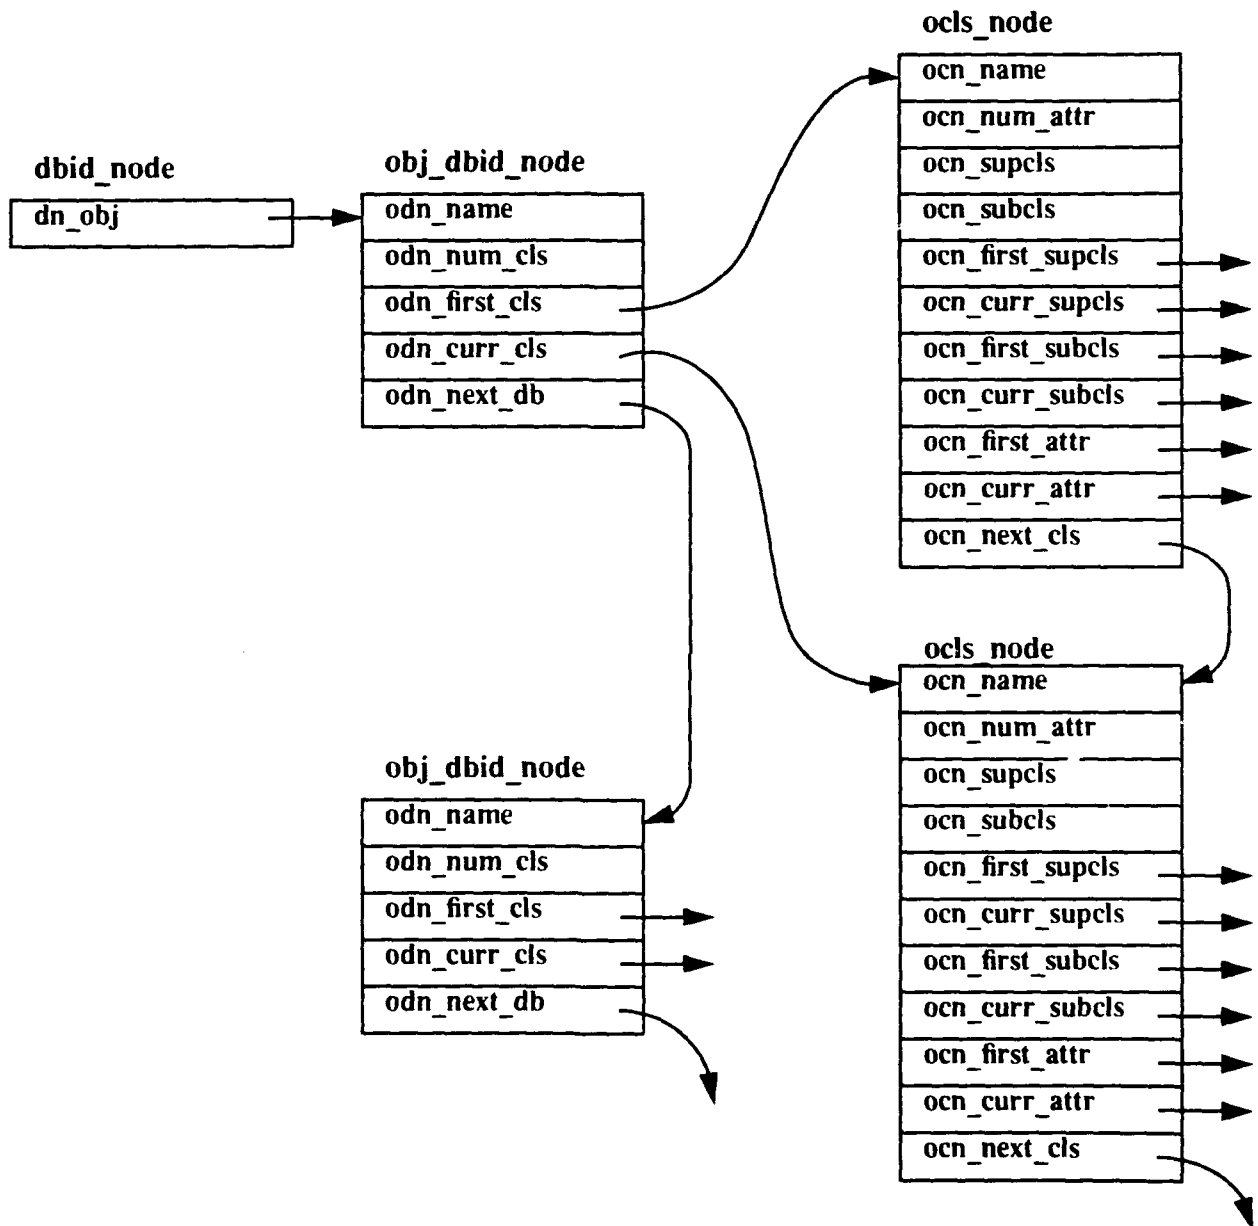 dbid_node
dn_obj
obj_dbid_node
odn_name
odn_num_cls
odn_first_cls
odn_curr_cls
odn_next_db
obj_dbid_node
odn_name
odn_num_cls
odn_first_cls
odn_curr_cls
odn_next_db
ocls_node
ocn_name
ocn_num_attr
ocn_supcls
ocn_subcls
ocn_first_supcls
ocn_curr_supcls
ocn_first_subcls
ocn_curr_subcls
ocn_first_attr
ocn_curr_attr
ocn_next_cls
ocls_node
ocn_name
ocn_num_attr
ocn_supcls
ocn_subcls
ocn_first_supcls
ocn_curr_supcls
ocn_first_subcls
ocn_curr_subcls
ocn_first_attr
ocn_curr_attr
ocn_next_cls